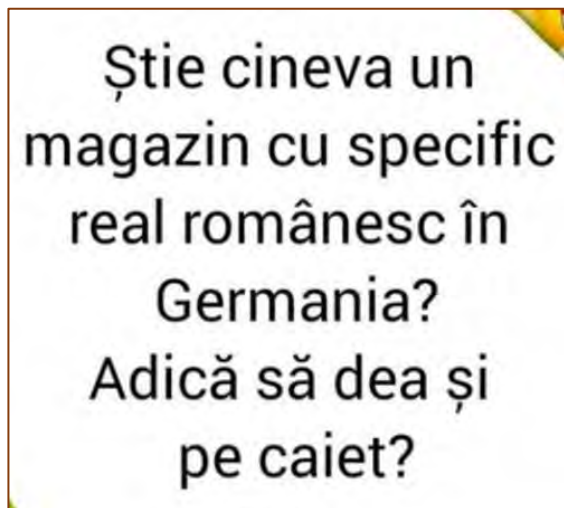 Știe cineva un
magazin cu specific
real românesc în
Germania?
Adică să dea și
pe caiet?